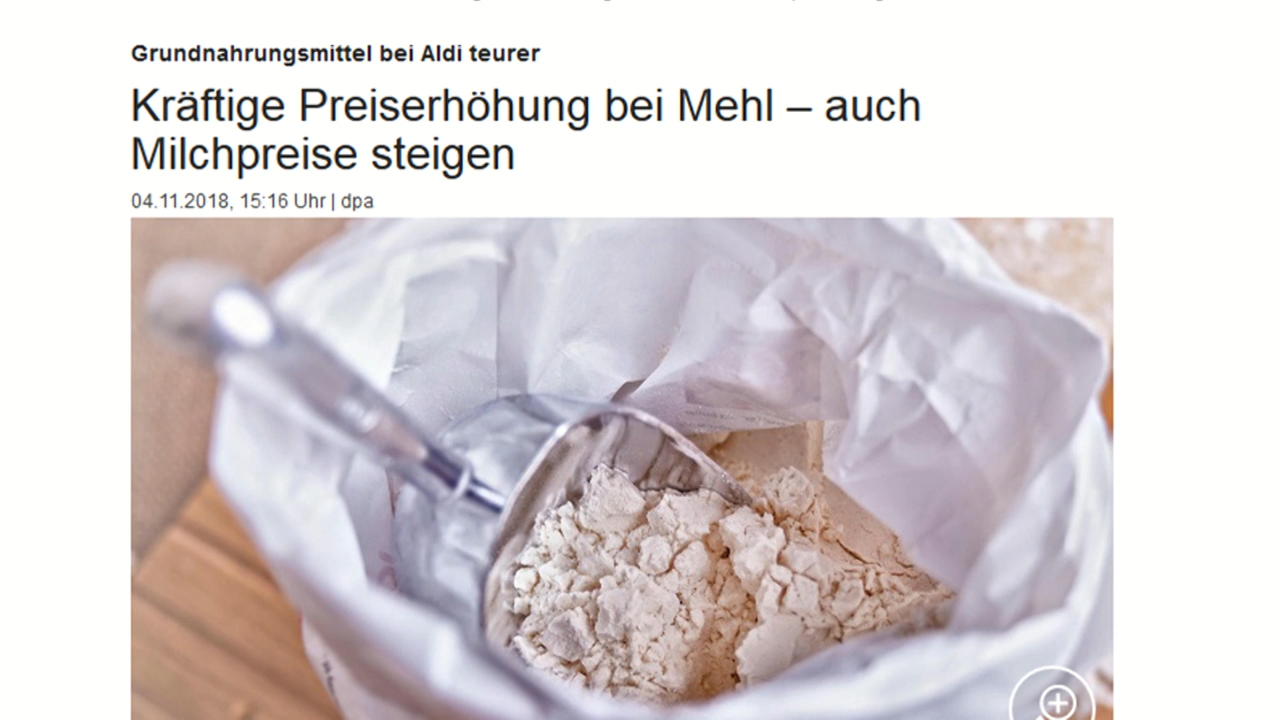 Grundnahrungsmittel bei Aldi teurer
Kräftige Preiserhöhung bei Mehl – auch
Milchpreise steigen
04.11.2018, 15:16 Uhr | dpa